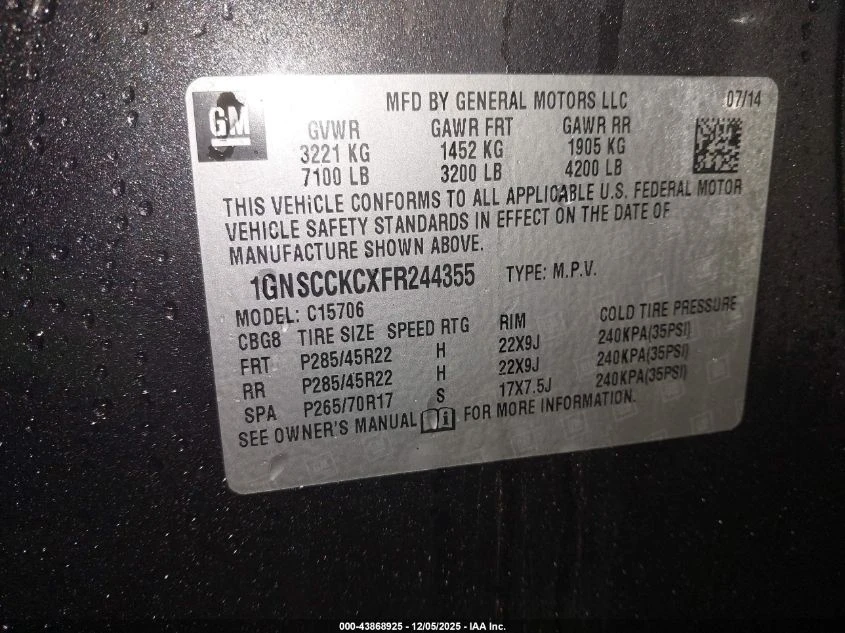 GM
MFD BY GENERAL MOTORS LLC 07/14
GVWR GAWR FRT GAWR RR
3221 KG 1452 KG 1905 KG
7100 LB 3200 LB 4200 LB
THIS VEHICLE CONFORMS TO ALL APPLICABLE U.S. FEDERAL MOTOR
VEHICLE SAFETY STANDARDS IN EFFECT ON THE DATE OF
MANUFACTURE SHOWN ABOVE.
1GNSCCKCXFR244355 TYPE: M.P.V.
MODEL: C15706
CBG8 TIRE SIZE SPEED RTG RIM COLD TIRE PRESSURE
FRT P285/45R22 H 22X9J 240KPA(35PSI)
RR P285/45R22 H 22X9J 240KPA(35PSI)
SPA P265/70R17 S 17X7.5J 240KPA(35PSI)
SEE OWNER'S MANUAL FOR MORE INFORMATION.
000-43868925 - 12/05/2025 - IAA Inc.